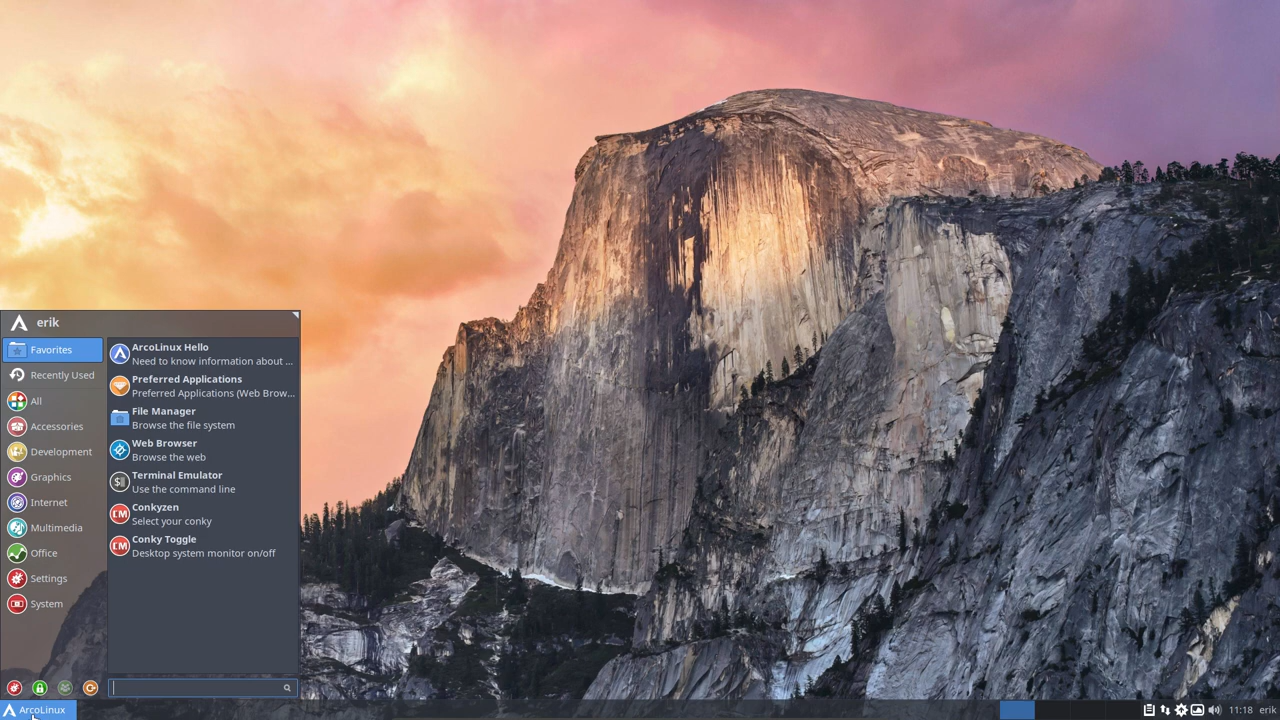 erik
Favorites
Recently Used
All
Accessories
Development
Graphics
Internet
Multimedia
Office
Settings
System
ArcoLinux Hello
Need to know information about ...
Preferred Applications
Preferred Applications (Web Brow...
File Manager
Browse the file system
Web Browser
Browse the web
Terminal Emulator
Use the command line
Conkyzen
Select your conky
Conky Toggle
Desktop system monitor on/off
ArcoLinux
11:18
erik